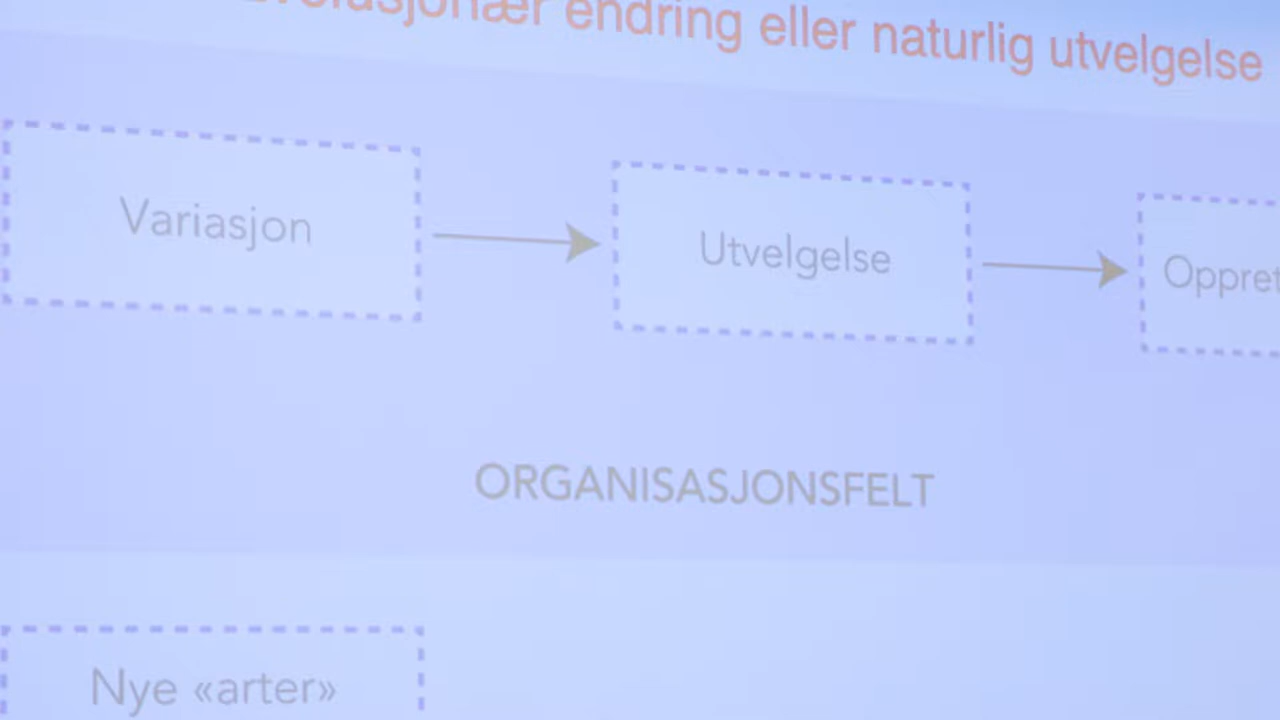 endring eller naturlig utvelgelse
Variasjon
Utvelgelse
ORGANISASJONSFELT
Nye «arter»